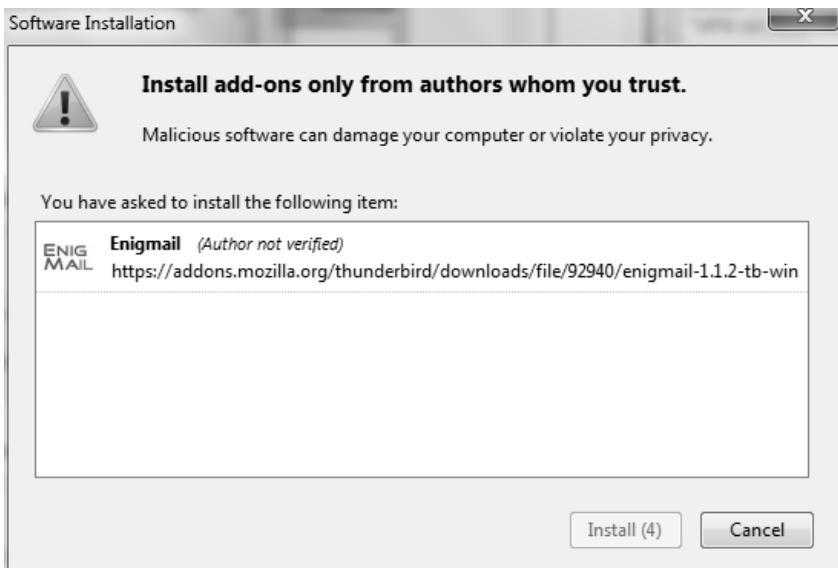 Software Installation
Install add-ons only from authors whom you trust.
Malicious software can damage your computer or violate your privacy.
You have asked to install the following item:
ENIG
MAIL
Enigmail (Author not verified)
https://addons.mozilla.org/thunderbird/downloads/file/92940/enigmail-1.1.2-tb-win
Install (4)
Cancel